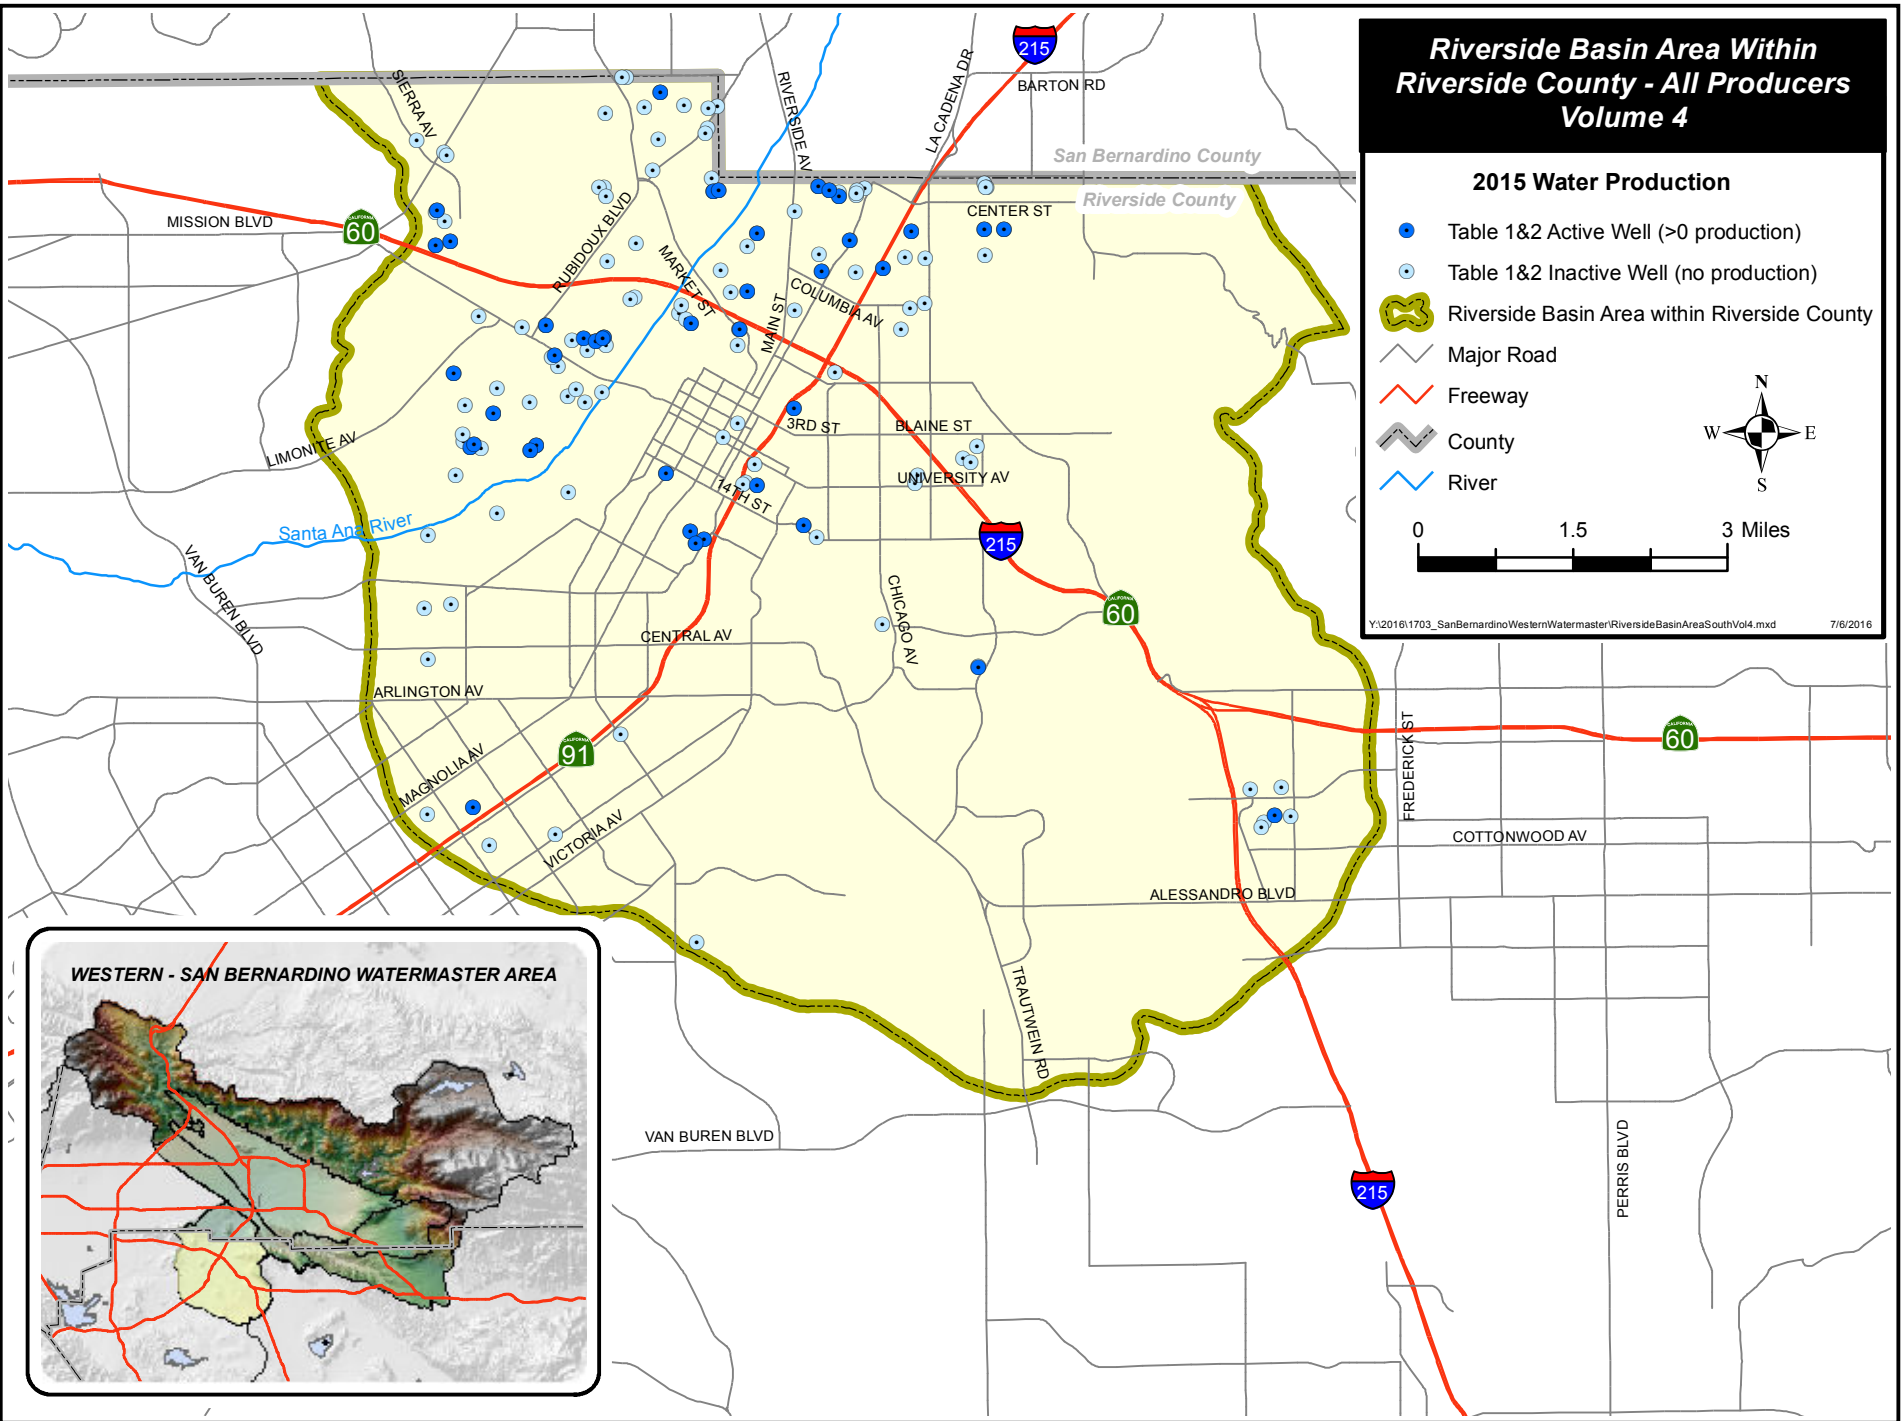 Riverside Basin Area Within
Riverside County - All Producers
Volume 4
2015 Water Production
Table 1&2 Active Well (>0 production)
Table 1&2 Inactive Well (no production)
Riverside Basin Area within Riverside County
Major Road
Freeway
County
River
N
W
E
S
0 1.5 3 Miles
Y:\2016\1703_SanBernardinoWesternWatermaster\RiversideBasinAreaSouthVol4.mxd 7/6/2016
215
BARTON RD
SIERRA AV
RIVERSIDE AV
LA CADENA DR
San Bernardino County
Riverside County
MISSION BLVD
CALIFORNIA
60
RUBIDOUX BLVD
CENTER ST
MARKET ST
COLUMBIA AV
MAIN ST
3RD ST
BLAINE ST
LIMONITE AV
UNIVERSITY AV
14TH ST
Santa Ana River
215
VAN BUREN BLVD
CHICAGO AV
CALIFORNIA
60
CENTRAL AV
ARLINGTON AV
FREDERICK ST
CALIFORNIA
60
CALIFORNIA
91
MAGNOLIA AV
VICTORIA AV
COTTONWOOD AV
ALESSANDRO BLVD
TRAUTWEIN RD
VAN BUREN BLVD
PERRIS BLVD
215
WESTERN - SAN BERNARDINO WATERMASTER AREA